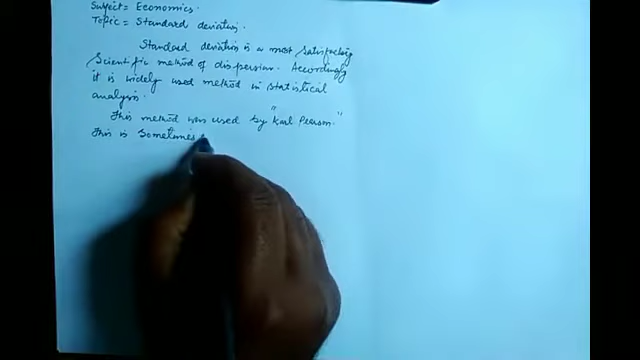 Subject = Economics.
Topic = Standard deviation.
Standard deviation is a most satisfactory
Scientific method of dispersion. Accordingly
it is widely used method in statistical
analysis.
This method was used by "Karl Pearson."
This is Sometimes